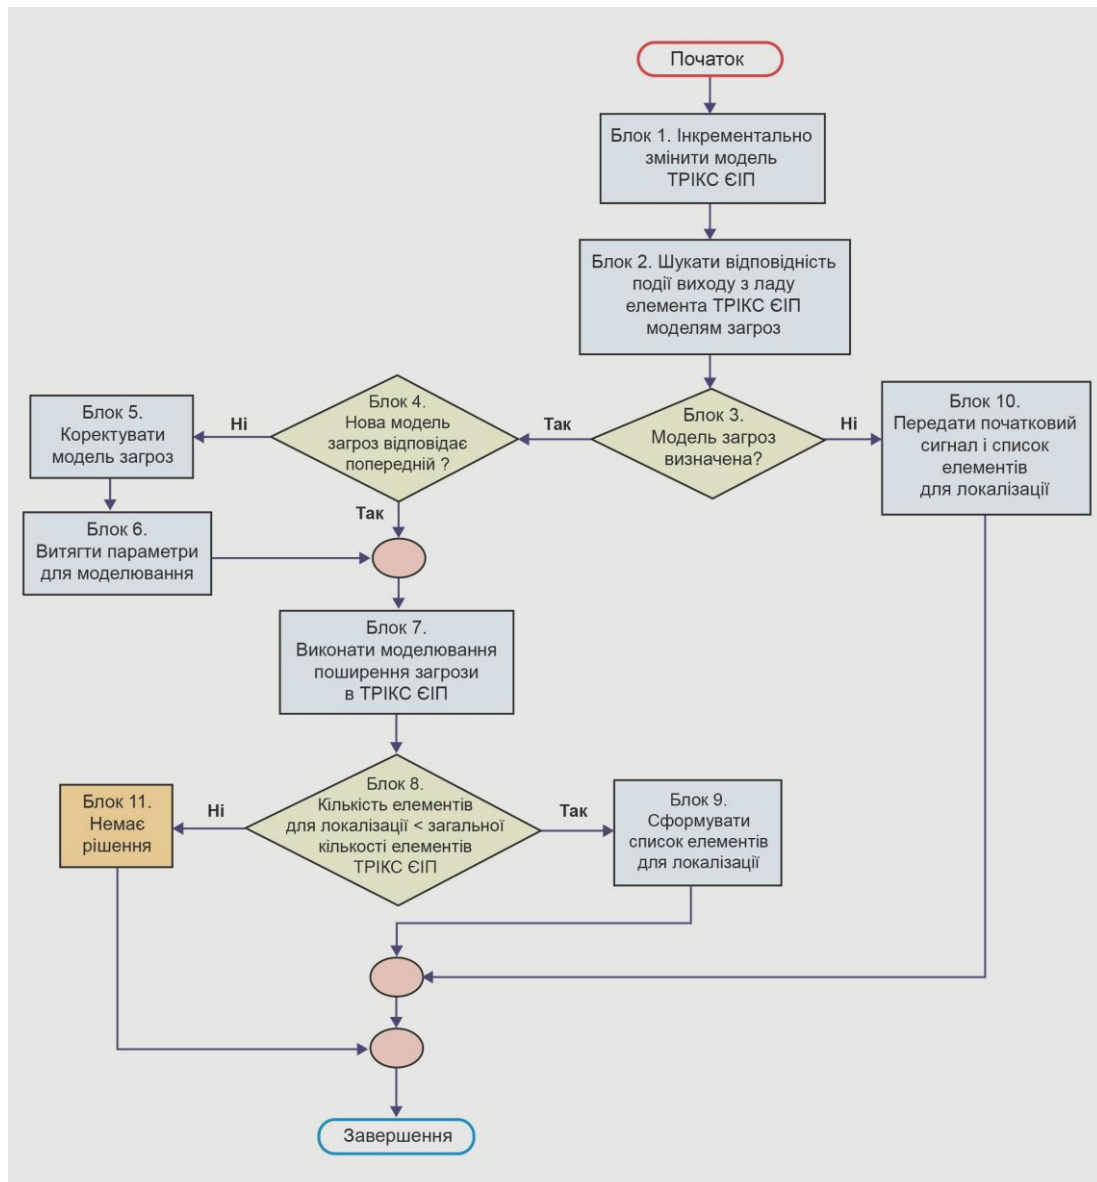 Початок
Блок 1. Інкрементально
змінити модель
ТРІКС ЄІП
Блок 2. Шукати відповідність
події виходу з ладу
елемента ТРІКС ЄІП
моделям загроз
Блок 3.
Модель загроз
визначена?
Так
Ні
Блок 4.
Нова модель
загроз відповідає
попередній ?
Ні
Так
Блок 5.
Коректувати
модель загроз
Блок 6.
Витягти параметри
для моделювання
Блок 10.
Передати початковий
сигнал і список
елементів
для локалізації
Блок 7.
Виконати моделювання
поширення загрози
в ТРІКС ЄІП
Блок 8.
Кількість елементів
для локалізації < загальної
кількості елементів
ТРІКС ЄІП
Ні
Так
Блок 11.
Немає
рішення
Блок 9.
Сформувати
список елементів
для локалізації
Завершення